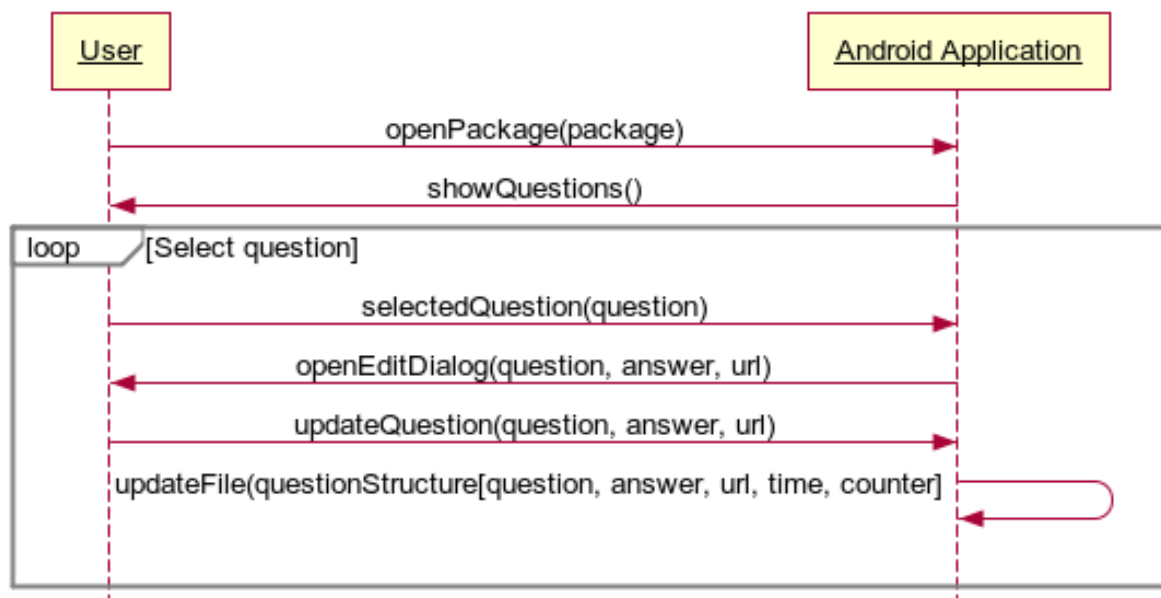 User
Android Application
openPackage(package)
showQuestions()
loop
[Select question]
selectedQuestion(question)
openEditDialog(question, answer, url)
updateQuestion(question, answer, url)
updateFile(questionStructure[question, answer, url, time, counter]